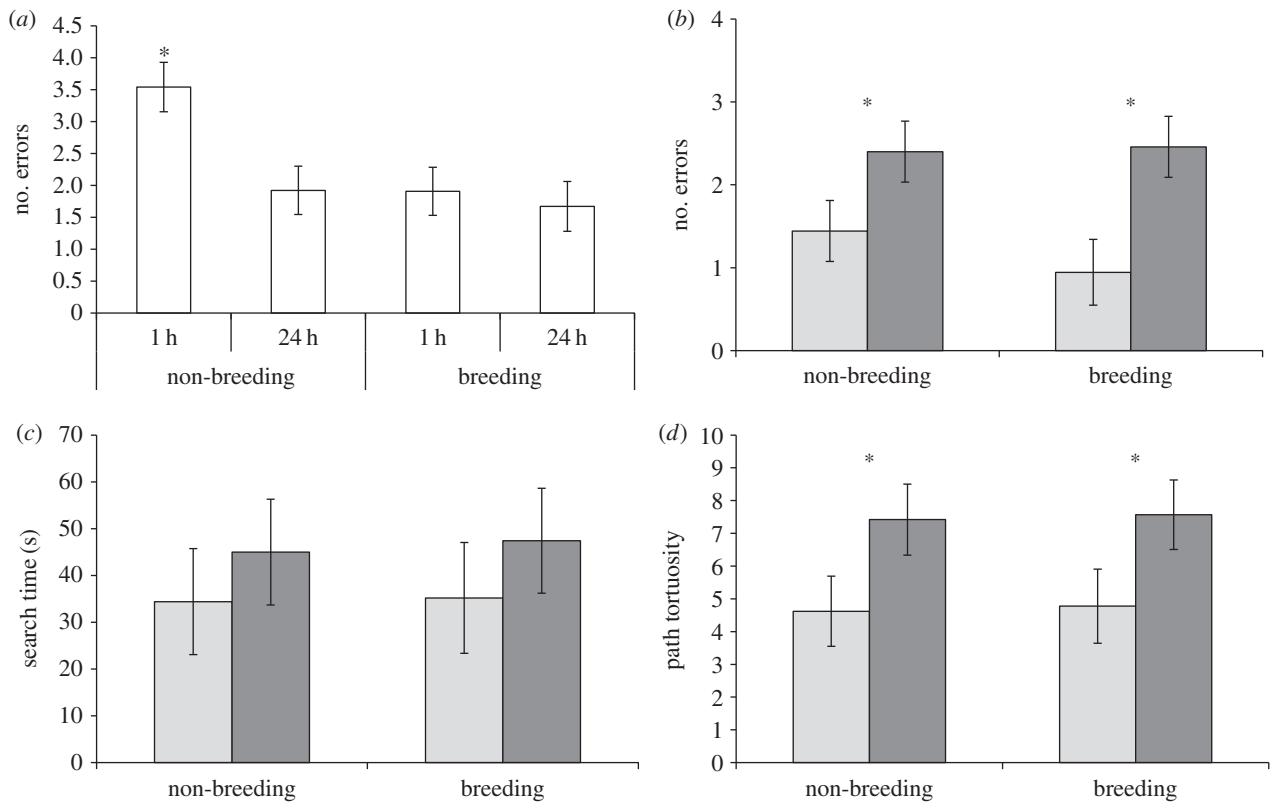 (a)
4.5
4.0
3.5
3.0
2.5
2.0
1.5
1.0
0.5
0
no. errors
*
1 h 24 h 1 h 24 h
non-breeding breeding
(b)
4
3
2
1
0
no. errors
* *
non-breeding breeding
(c)
70
60
50
40
30
20
10
0
search time (s)
non-breeding breeding
(d)
10
9
8
7
6
5
4
3
2
1
0
path tortuosity
* *
non-breeding breeding